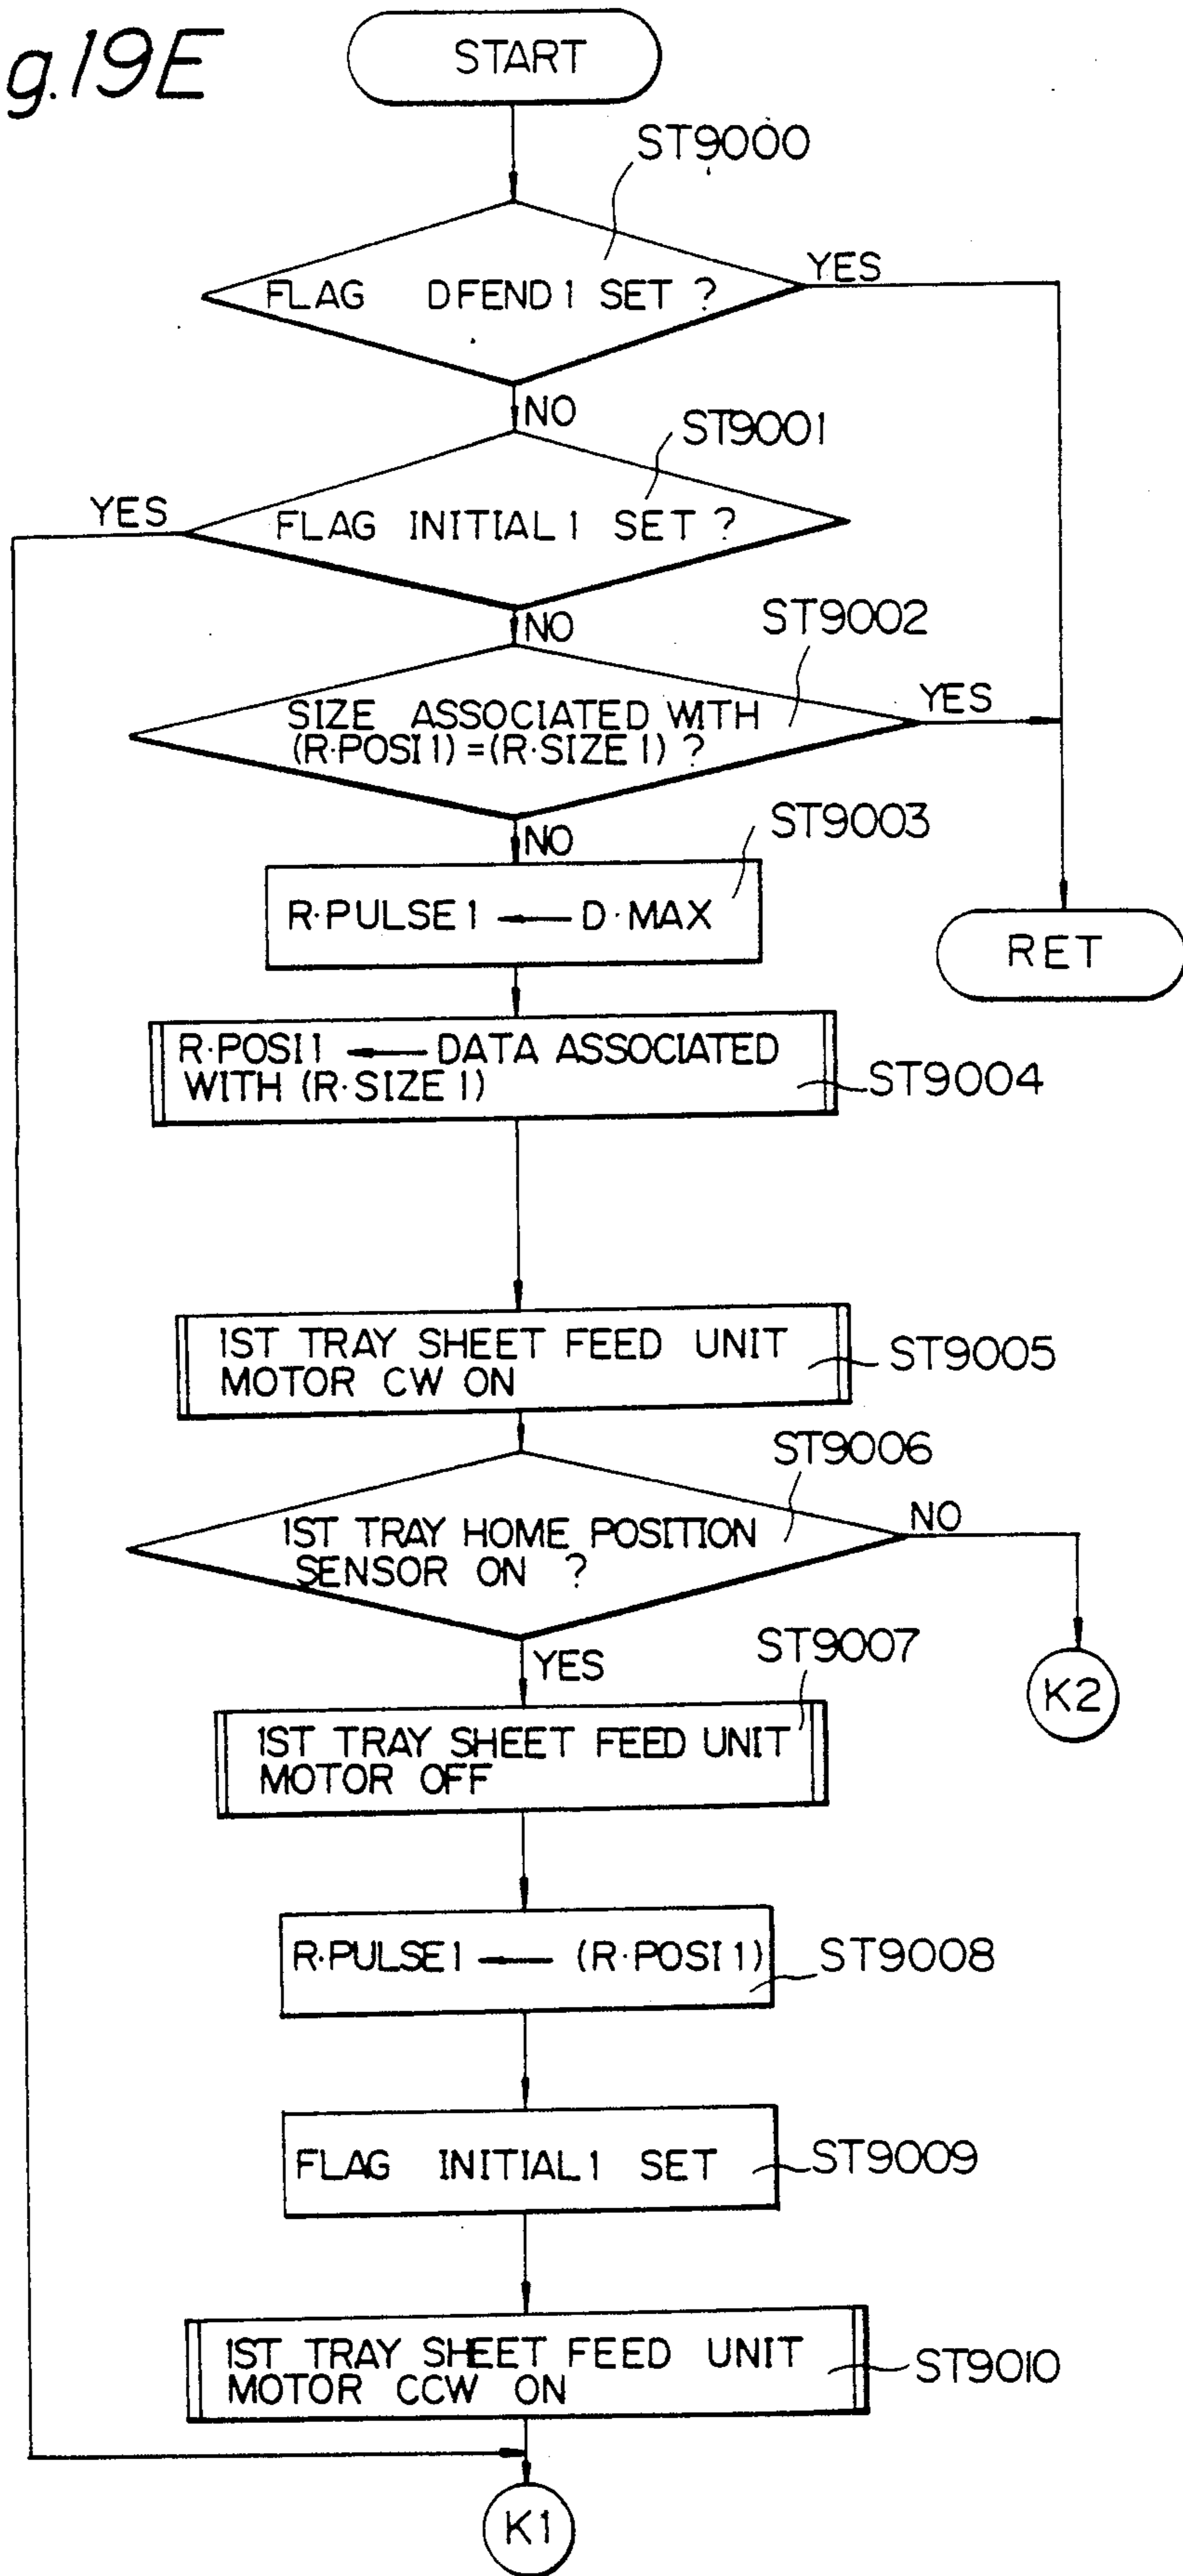 g.19E
START
ST9000
FLAG DFEND1 SET ?
YES
NO
ST9001
YES
FLAG INITIAL1 SET ?
NO
ST9002
SIZE ASSOCIATED WITH
(R·POSI1)=(R·SIZE1) ?
YES
NO
ST9003
R·PULSE1 ← D·MAX
RET
R·POSI1 ← DATA ASSOCIATED
WITH (R·SIZE1)
ST9004
1ST TRAY SHEET FEED UNIT
MOTOR CW ON
ST9005
ST9006
1ST TRAY HOME POSITION
SENSOR ON ?
NO
YES
ST9007
K2
1ST TRAY SHEET FEED UNIT
MOTOR OFF
R·PULSE1 ← (R·POSI1)
ST9008
FLAG INITIAL1 SET
ST9009
1ST TRAY SHEET FEED UNIT
MOTOR CCW ON
ST9010
K1